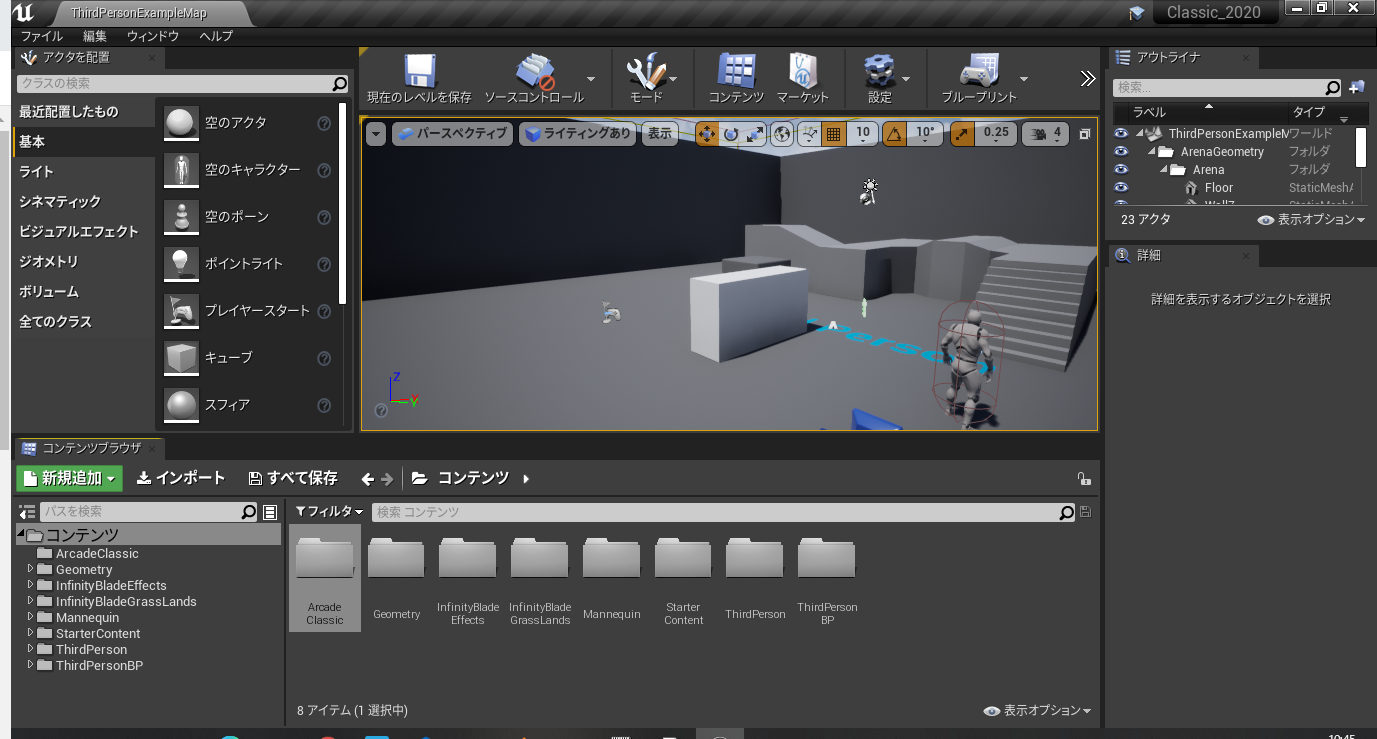 ThirdPersonExampleMap
Classic_2020
ファイル 編集 ウィンドウ ヘルプ
アクタを配置
クラスの検索
最近配置したもの
基本
ライト
シネマティック
ビジュアルエフェクト
ジオメトリ
ボリューム
全てのクラス
空のアクタ
空のキャラクター
空のポーン
ポイントライト
プレイヤースタート
キューブ
スフィア
現在のレベルを保存 ソースコントロール モード コンテンツ マーケット 設定 ブループリント
パースペクティブ ライティングあり 表示 10 10° 0.25 4
Z
Y
アウトライナ
検索...
ラベル タイプ
ThirdPersonExampleM ワールド
ArenaGeometry フォルダ
Arena フォルダ
Floor StaticMeshA
23 アクタ 表示オプション
詳細
詳細を表示するオブジェクトを選択
コンテンツブラウザ
新規追加 インポート すべて保存 コンテンツ
パスを検索
フィルタ 検索 コンテンツ
コンテンツ
ArcadeClassic
Geometry
InfinityBladeEffects
InfinityBladeGrassLands
Mannequin
StarterContent
ThirdPerson
ThirdPersonBP
Arcade
Classic
Geometry
InfinityBlade
Effects
InfinityBlade
GrassLands
Mannequin
Starter
Content
ThirdPerson
ThirdPerson
BP
8 アイテム (1 選択中) 表示オプション